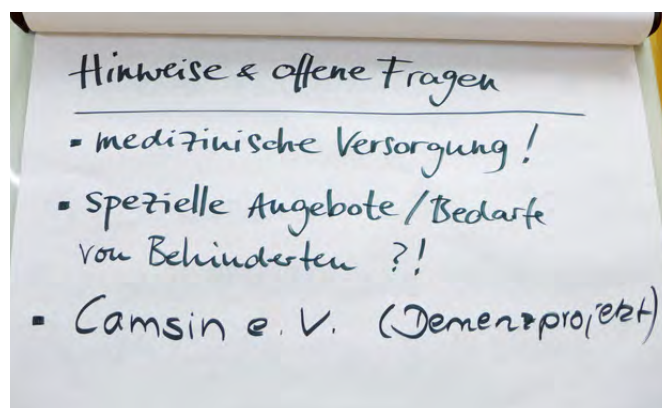 Hinweise & offene Fragen
- medizinische Versorgung!
- spezielle Angebote/Bedarfe
von Behinderten ?!
- Camsin e. V. (Demenzprojekt)